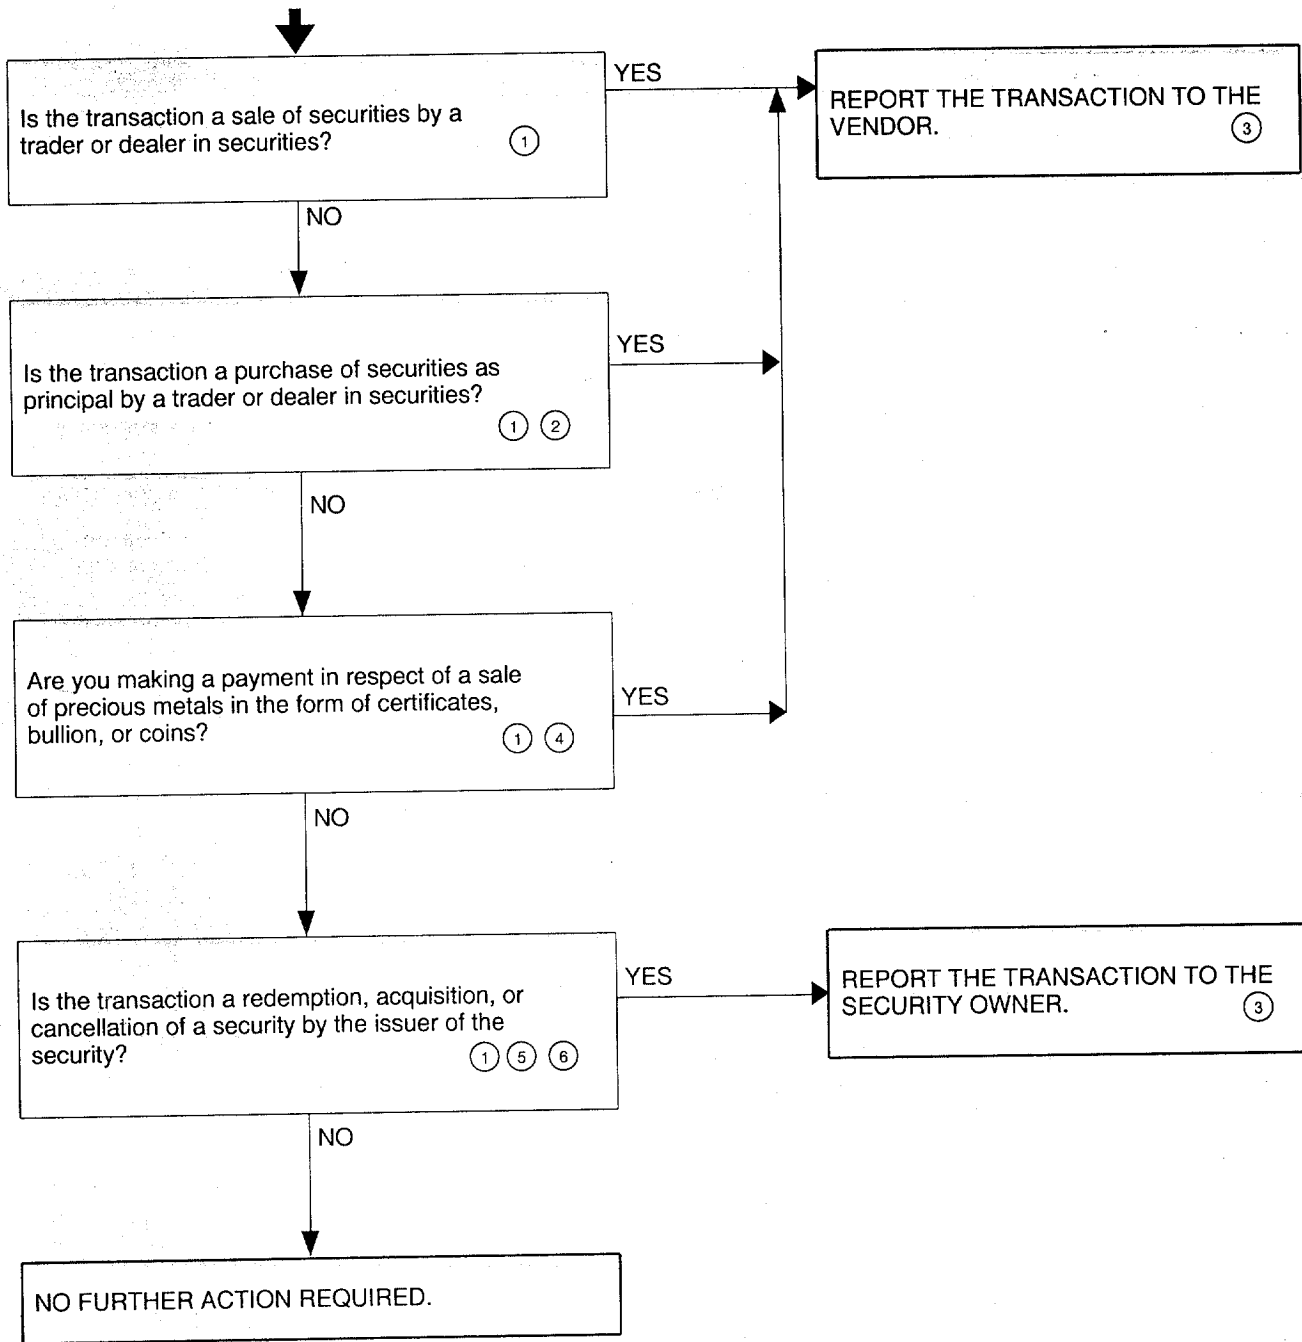 Is the transaction a sale of securities by a
trader or dealer in securities?
①
YES
REPORT THE TRANSACTION TO THE
VENDOR.
③
NO
Is the transaction a purchase of securities as
principal by a trader or dealer in securities?
① ②
YES
NO
Are you making a payment in respect of a sale
of precious metals in the form of certificates,
bullion, or coins?
① ④
YES
NO
Is the transaction a redemption, acquisition, or
cancellation of a security by the issuer of the
security?
① ⑤ ⑥
YES
REPORT THE TRANSACTION TO THE
SECURITY OWNER.
③
NO
NO FURTHER ACTION REQUIRED.